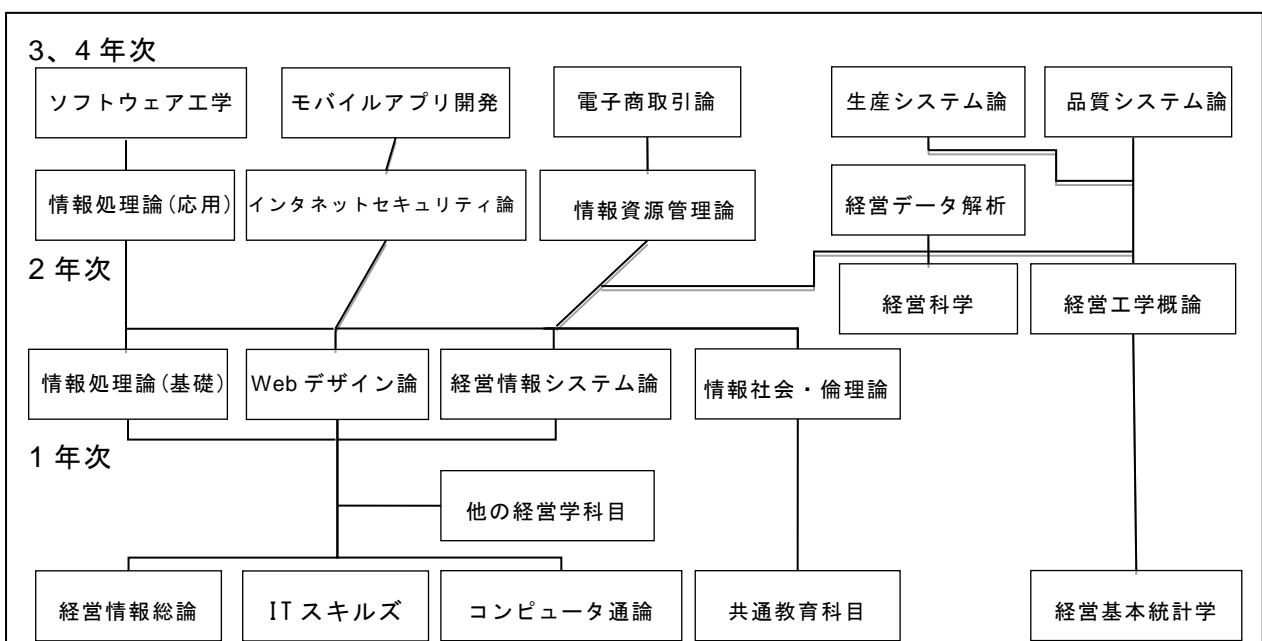 3、4年次
ソフトウェア工学
モバイルアプリ開発
電子商取引論
生産システム論
品質システム論
情報処理論(応用)
インタネットセキュリティ論
情報資源管理論
経営データ解析
2年次
経営科学
経営工学概論
情報処理論(基礎)
Webデザイン論
経営情報システム論
情報社会・倫理論
1年次
他の経営学科目
経営情報総論
ITスキルズ
コンピュータ通論
共通教育科目
経営基本統計学